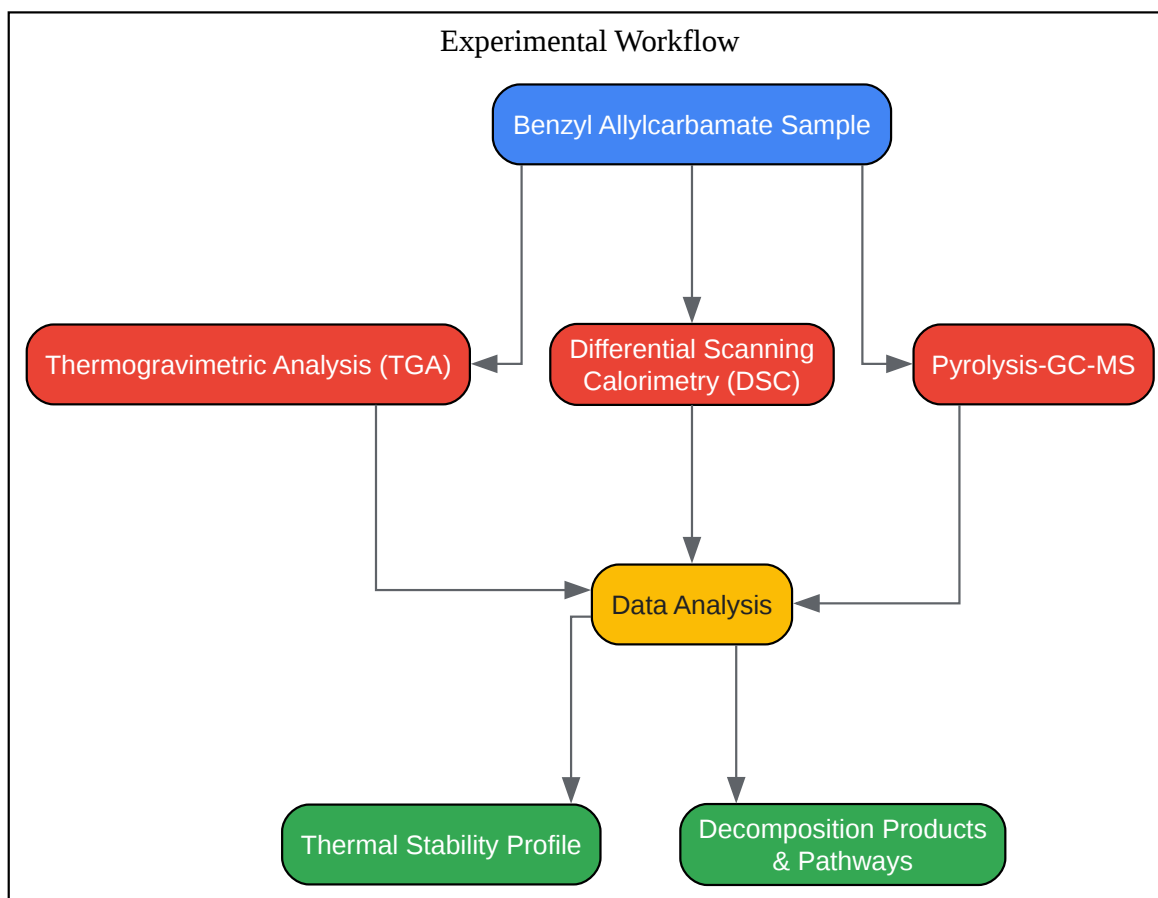 Experimental Workflow
Benzyl Allylcarbamate Sample
Thermogravimetric Analysis (TGA)
Differential Scanning
Calorimetry (DSC)
Pyrolysis-GC-MS
Data Analysis
Thermal Stability Profile
Decomposition Products
& Pathways